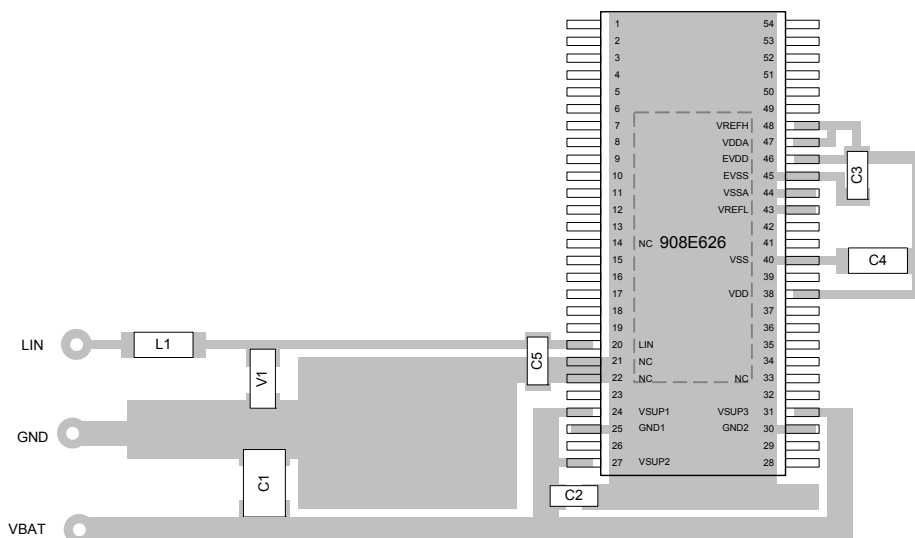 1 54
2 53
3 52
4 51
5 50
6 49
7 VREFH 48
8 VDDA 47
9 EVDD 46
10 EVSS 45
C3
11 VSSA 44
12 VREFL 43
13 42
14 NC 908E626 41
15 VSS 40
C4
16 39
17 VDD 38
18 37
19 36
LIN L1 20 LIN 35
C5
21 NC 34
V1
22 NC NC 33
23 32
24 VSUP1 VSUP3 31
GND 25 GND1 GND2 30
26 29
27 VSUP2 28
C1
C2
VBAT